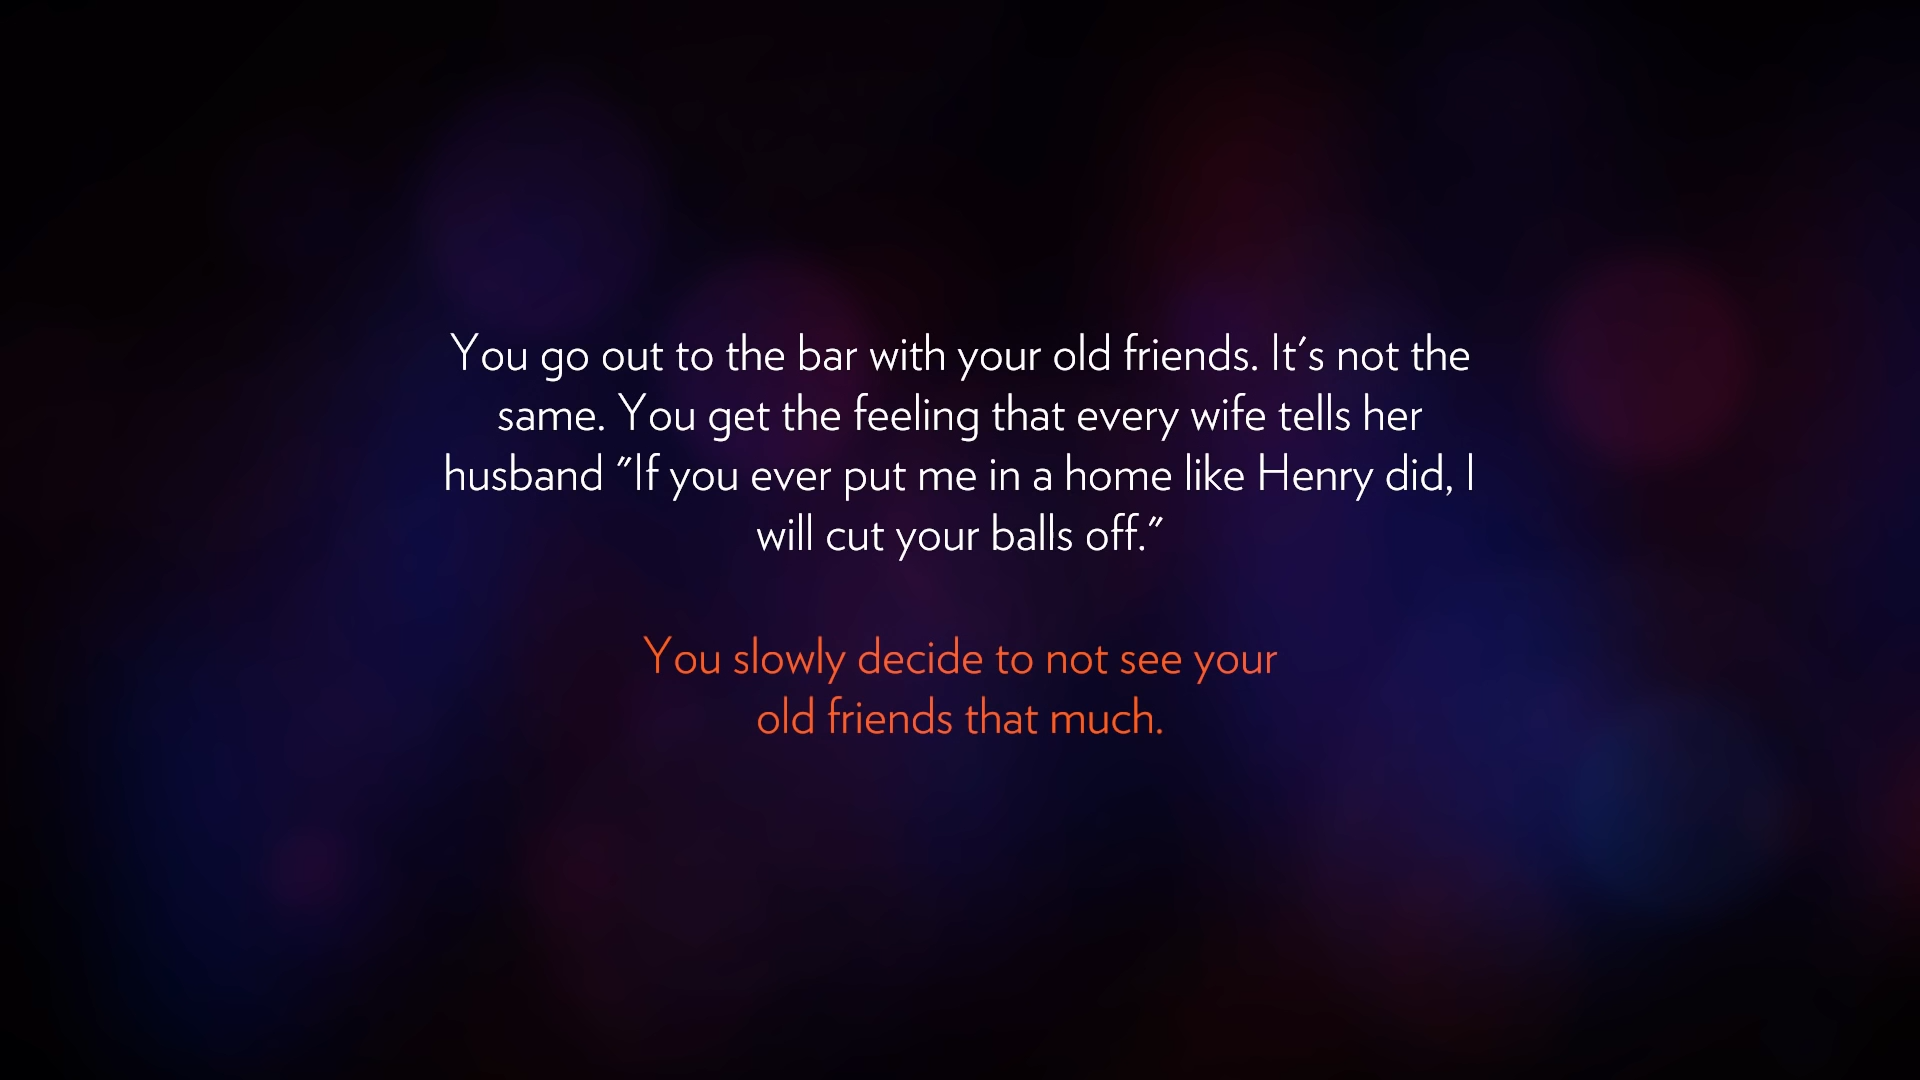 You go out to the bar with your old friends. It's not the
same. You get the feeling that every wife tells her
husband "If you ever put me in a home like Henry did, I
will cut your balls off."
You slowly decide to not see your
old friends that much.